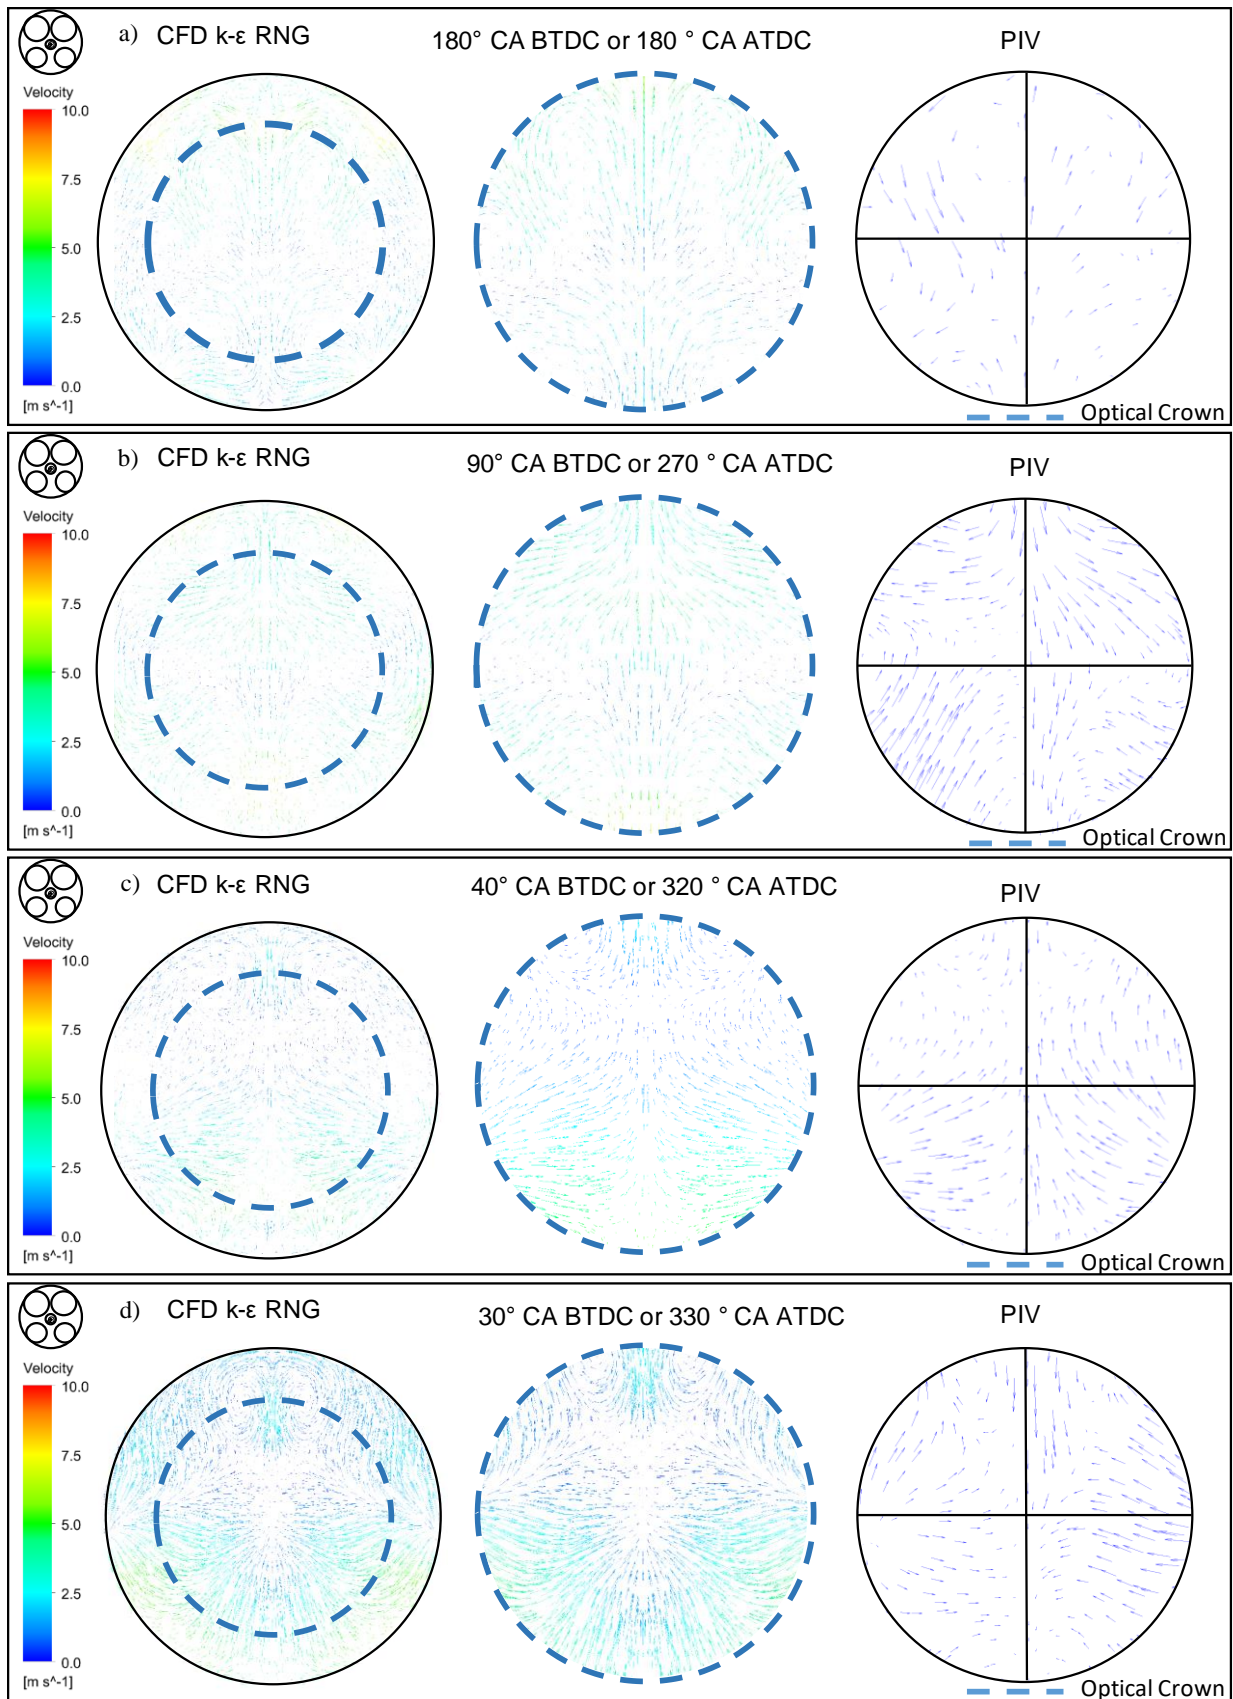 a) CFD k-ε RNG 180° CA BTDC or 180 ° CA ATDC PIV
Velocity
10.0
7.5
5.0
2.5
0.0
[m s^-1]
Optical Crown
b) CFD k-ε RNG 90° CA BTDC or 270 ° CA ATDC PIV
Velocity
10.0
7.5
5.0
2.5
0.0
[m s^-1]
Optical Crown
c) CFD k-ε RNG 40° CA BTDC or 320 ° CA ATDC PIV
Velocity
10.0
7.5
5.0
2.5
0.0
[m s^-1]
Optical Crown
d) CFD k-ε RNG 30° CA BTDC or 330 ° CA ATDC PIV
Velocity
10.0
7.5
5.0
2.5
0.0
[m s^-1]
Optical Crown